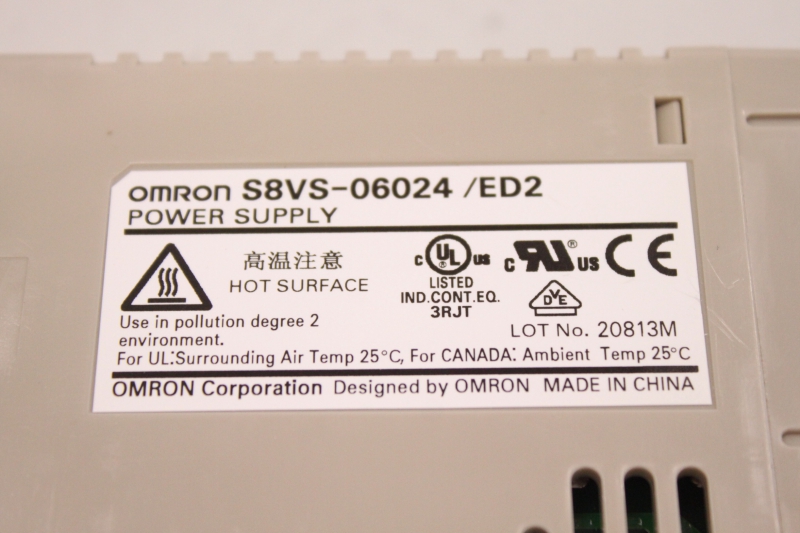 OMRON S8VS-06024 /ED2
POWER SUPPLY
高温注意
HOT SURFACE
c UL us
LISTED
IND.CONT.EQ.
3RJT
c RU ® us
CE
DVE
LOT No. 20813M
Use in pollution degree 2
environment.
For UL:Surrounding Air Temp 25°C, For CANADA: Ambient Temp 25°C
OMRON Corporation Designed by OMRON MADE IN CHINA